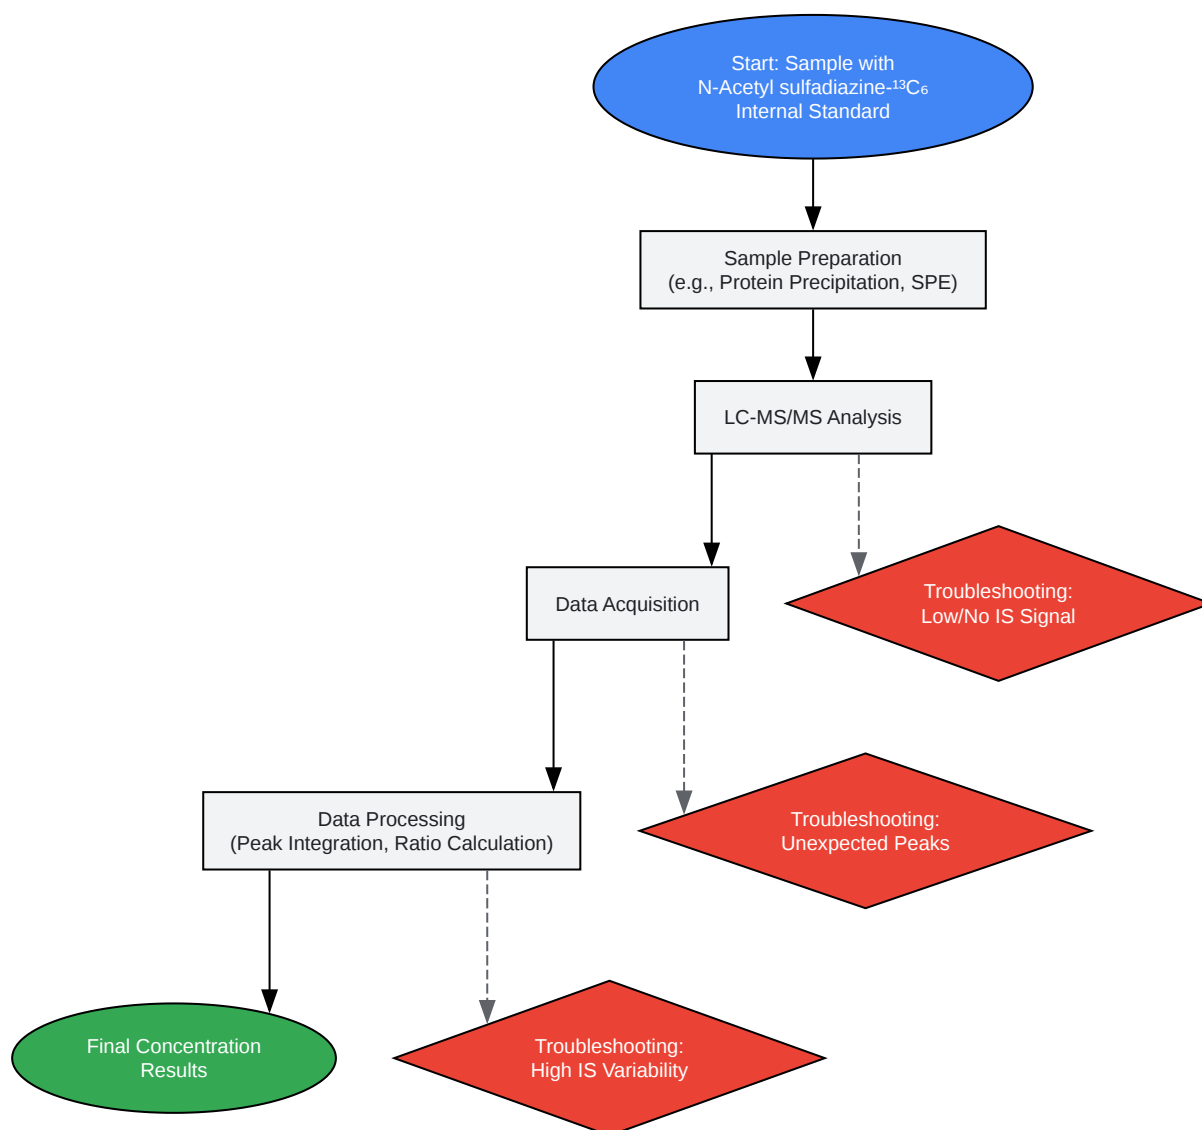 Start: Sample with
N-Acetyl sulfadiazine-¹³C₆
Internal Standard
Sample Preparation
(e.g., Protein Precipitation, SPE)
LC-MS/MS Analysis
Data Acquisition
Troubleshooting:
Low/No IS Signal
Data Processing
(Peak Integration, Ratio Calculation)
Troubleshooting:
Unexpected Peaks
Final Concentration
Results
Troubleshooting:
High IS Variability